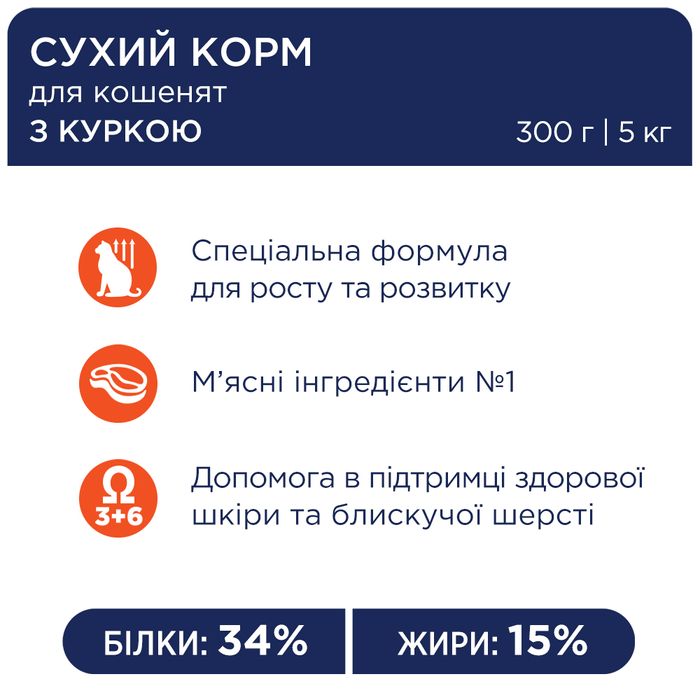 СУХИЙ КОРМ
для кошенят
З КУРКОЮ
300 г | 5 кг
Спеціальна формула
для росту та розвитку
М’ясні інгредієнти №1
Ω
3+6
Допомога в підтримці здорової
шкіри та блискучої шерсті
БІЛКИ: 34%
ЖИРИ: 15%